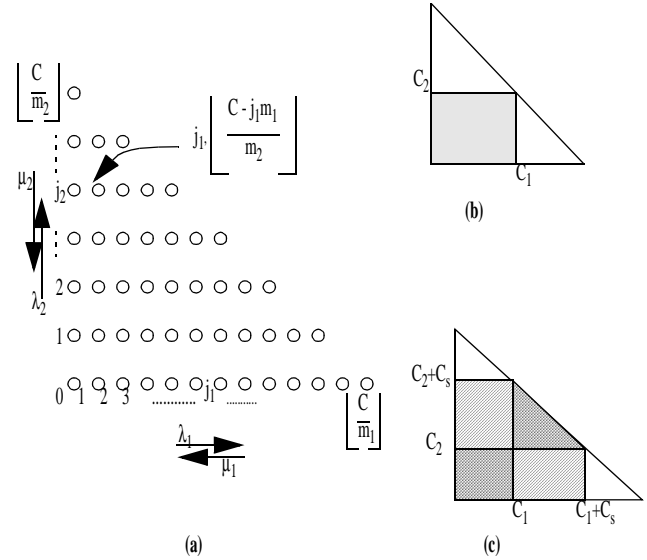 C
m₂
j₁, C - j₁m₁
m₂
μ₂
j₂
λ₂
2
1
0 1 2 3 ............ j₁ ...........
C
m₁
λ₁
μ₁
(a)
C₂
C₁
(b)
C₂+Cₛ
C₂
C₁ C₁+Cₛ
(c)